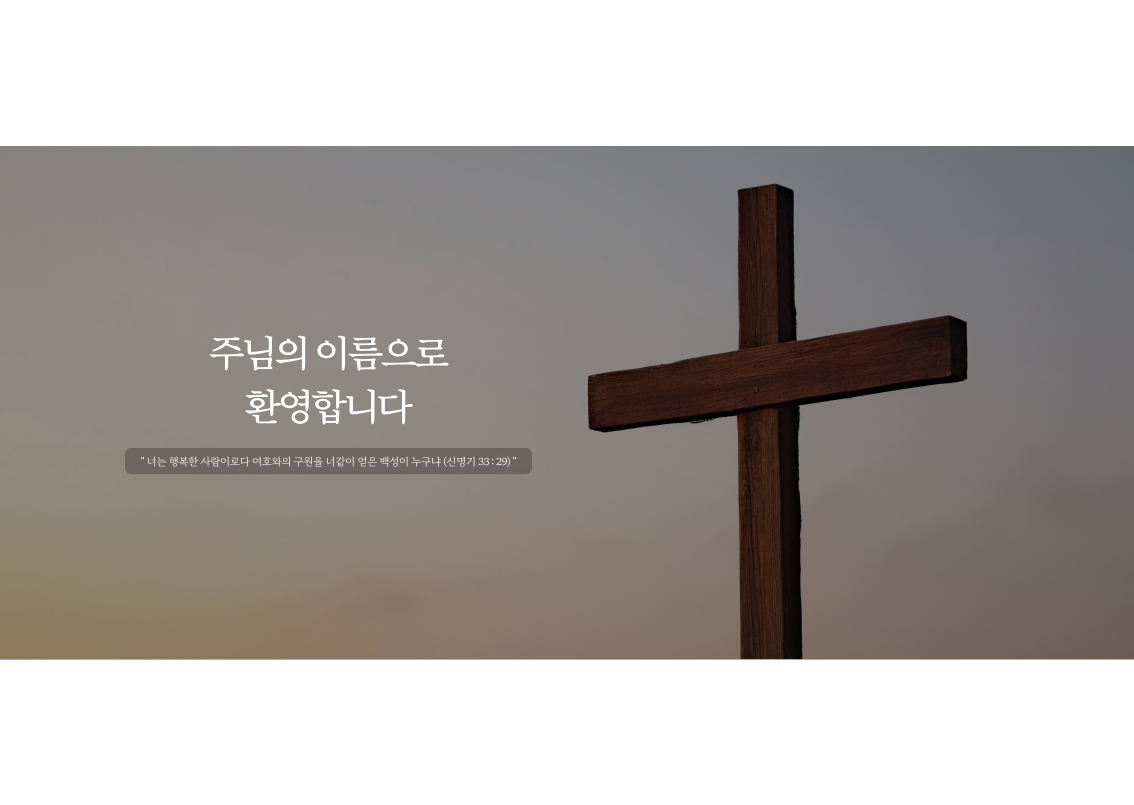 주님의 이름으로
환영합니다
" 너는 행복한 사람이로다 여호와의 구원을 너같이 얻은 백성이 누구냐 (신명기 33 : 29) "